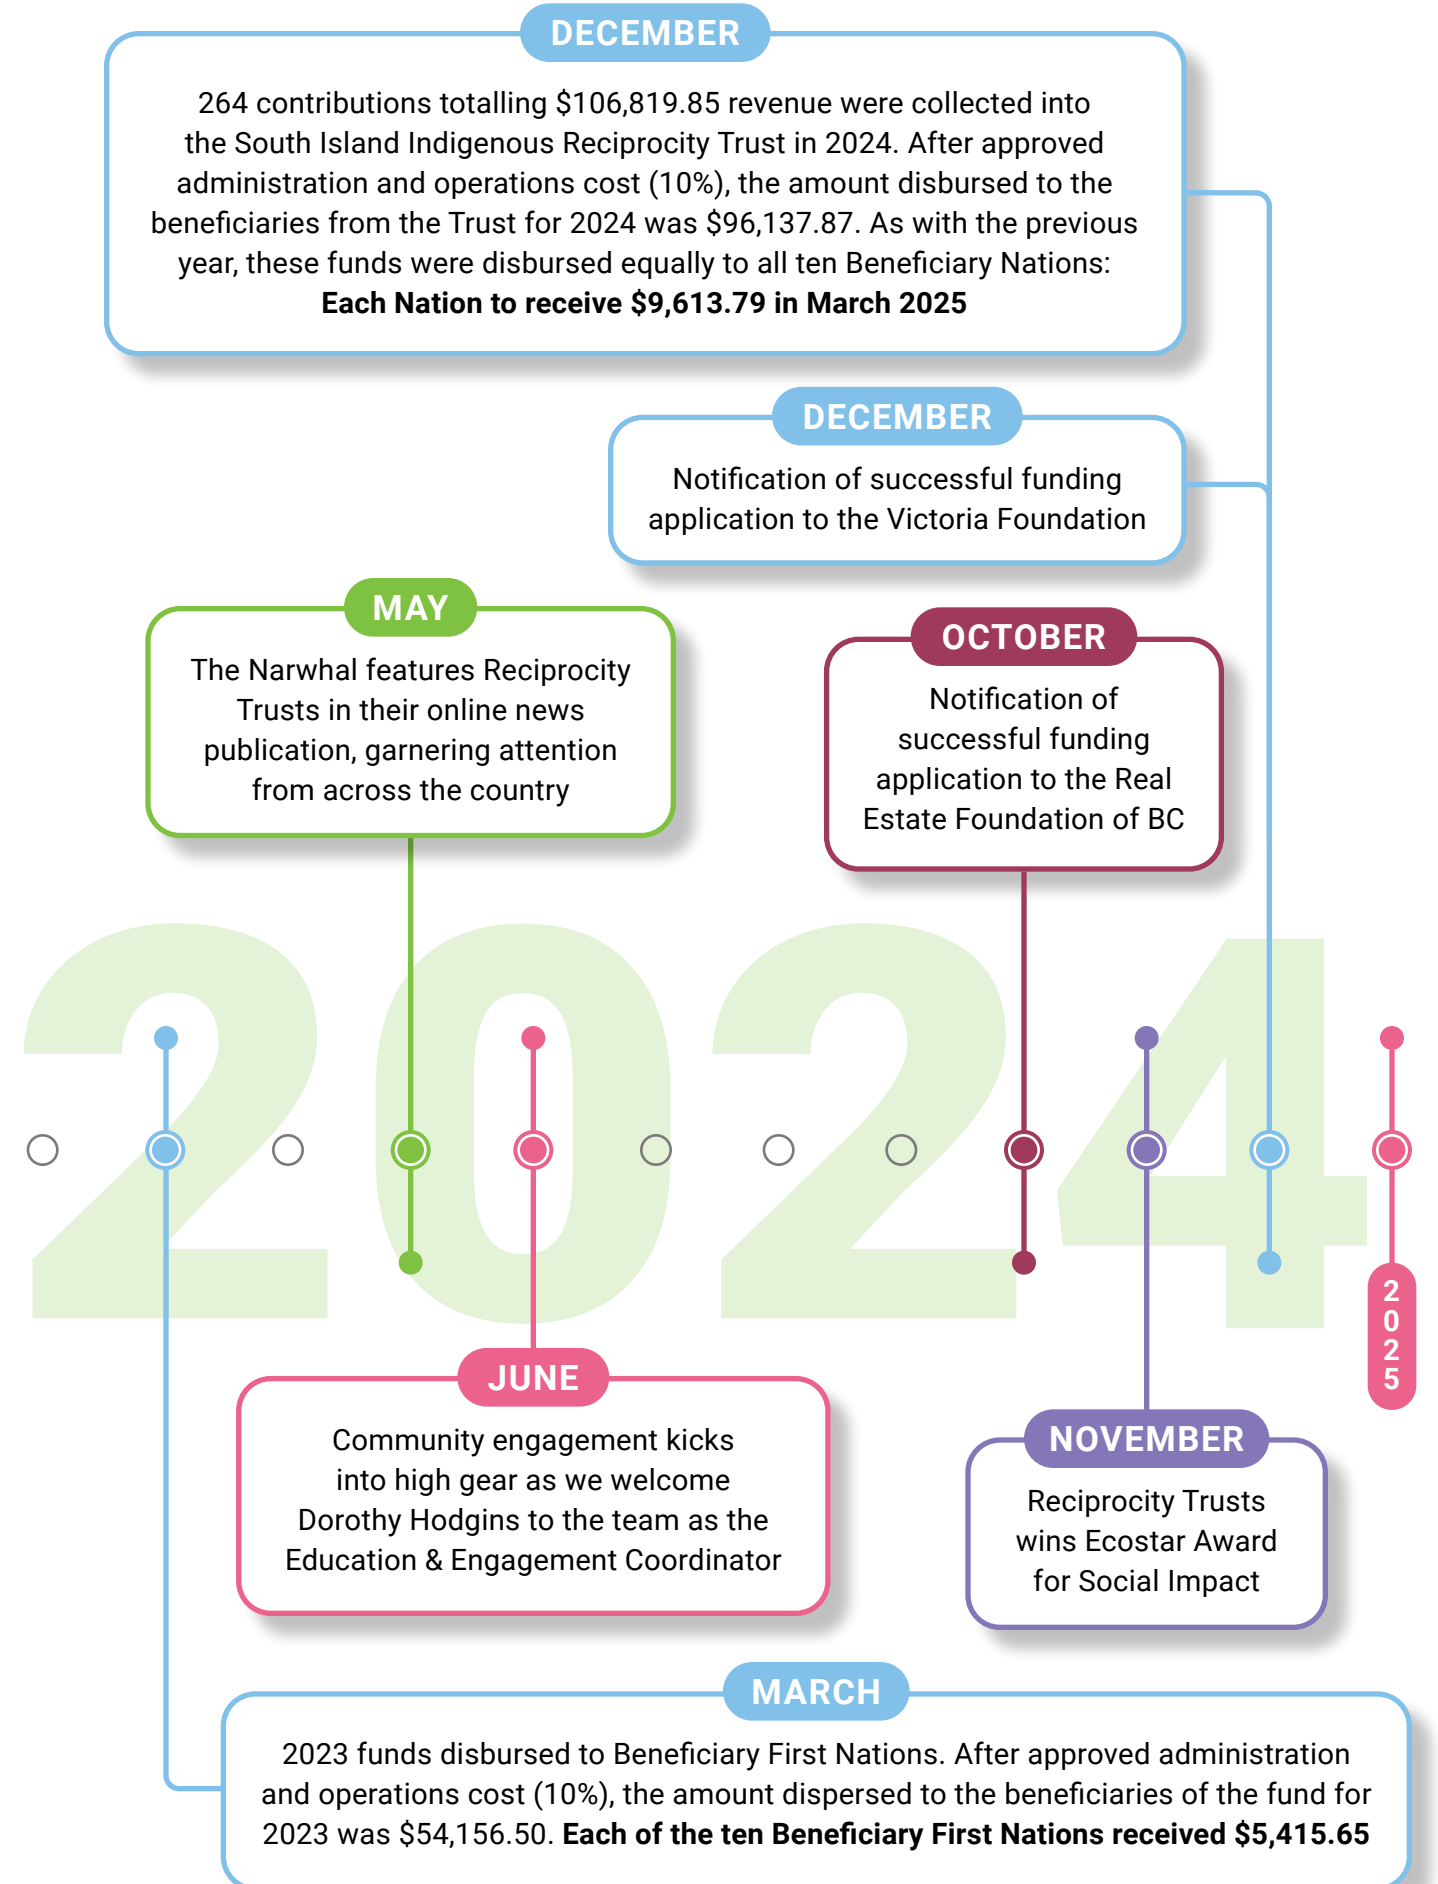 DECEMBER
264 contributions totalling $106,819.85 revenue were collected into
the South Island Indigenous Reciprocity Trust in 2024. After approved
administration and operations cost (10%), the amount disbursed to the
beneficiaries from the Trust for 2024 was $96,137.87. As with the previous
year, these funds were disbursed equally to all ten Beneficiary Nations:
Each Nation to receive $9,613.79 in March 2025
DECEMBER
Notification of successful funding
application to the Victoria Foundation
MAY
The Narwhal features Reciprocity
Trusts in their online news
publication, garnering attention
from across the country
OCTOBER
Notification of
successful funding
application to the Real
Estate Foundation of BC
2024
2025
JUNE
Community engagement kicks
into high gear as we welcome
Dorothy Hodgins to the team as the
Education & Engagement Coordinator
NOVEMBER
Reciprocity Trusts
wins Ecostar Award
for Social Impact
MARCH
2023 funds disbursed to Beneficiary First Nations. After approved administration
and operations cost (10%), the amount dispersed to the beneficiaries of the fund for
2023 was $54,156.50. Each of the ten Beneficiary First Nations received $5,415.65